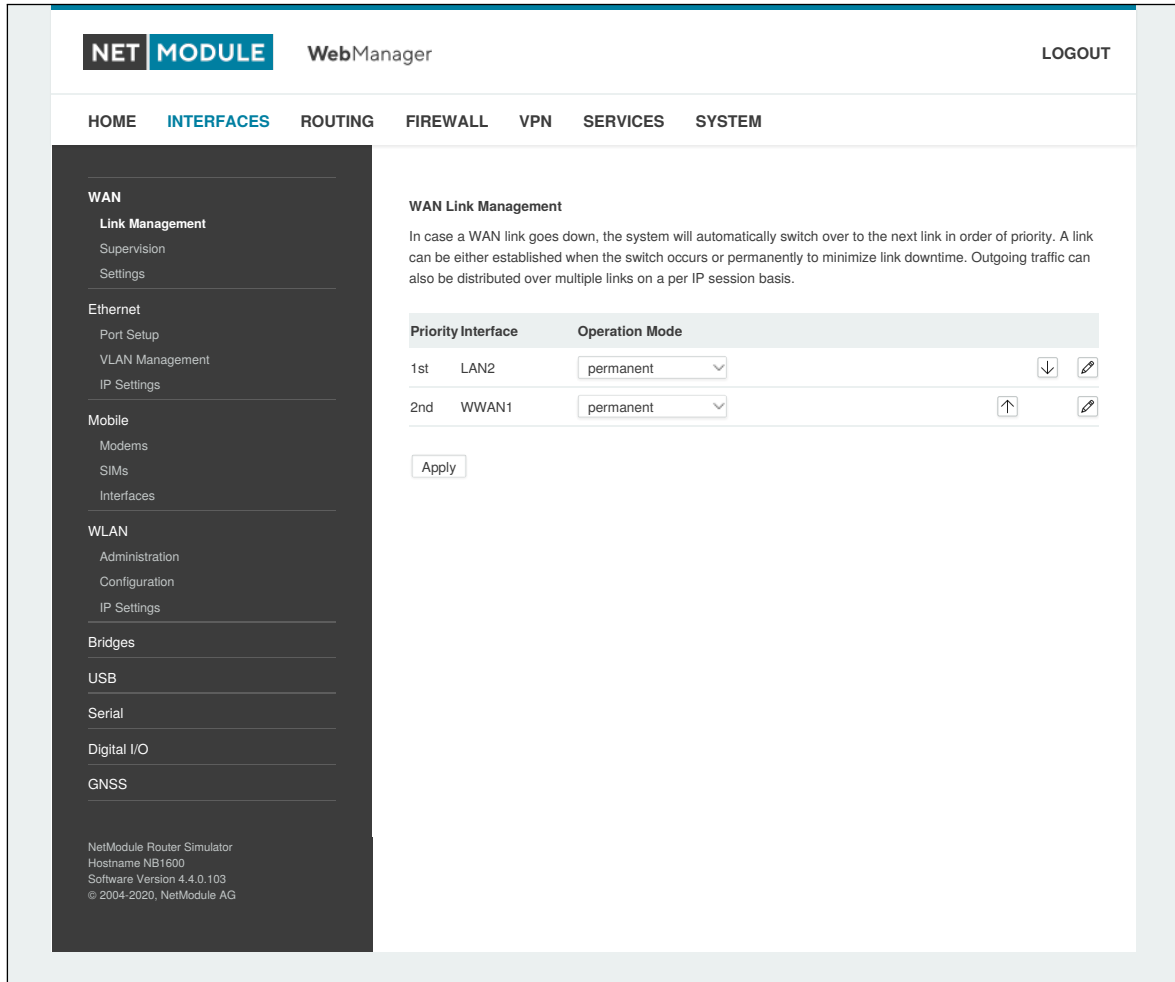 NET MODULE WebManager LOGOUT
HOME INTERFACES ROUTING FIREWALL VPN SERVICES SYSTEM
WAN
Link Management
Supervision
Settings
Ethernet
Port Setup
VLAN Management
IP Settings
Mobile
Modems
SIMs
Interfaces
WLAN
Administration
Configuration
IP Settings
Bridges
USB
Serial
Digital I/O
GNSS
NetModule Router Simulator
Hostname NB1600
Software Version 4.4.0.103
© 2004-2020, NetModule AG
WAN Link Management
In case a WAN link goes down, the system will automatically switch over to the next link in order of priority. A link
can be either established when the switch occurs or permanently to minimize link downtime. Outgoing traffic can
also be distributed over multiple links on a per IP session basis.
Priority Interface Operation Mode
1st LAN2 permanent
2nd WWAN1 permanent
Apply